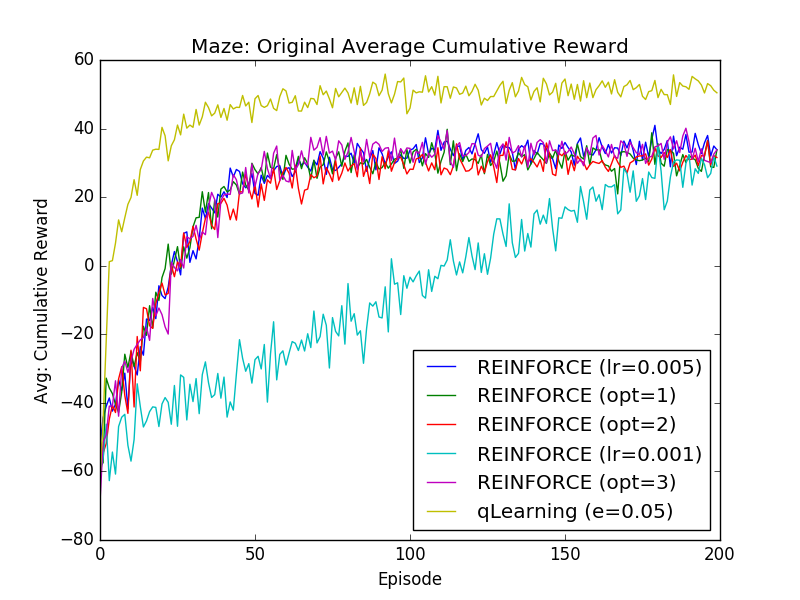 Maze: Original Average Cumulative Reward
60
40
20
0
−20
−40
−60
−80
Avg: Cumulative Reward
REINFORCE (lr=0.005)
REINFORCE (opt=1)
REINFORCE (opt=2)
REINFORCE (lr=0.001)
REINFORCE (opt=3)
qLearning (e=0.05)
0 50 100 150 200
Episode